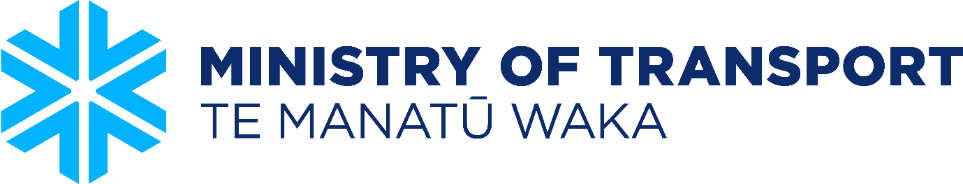 MINISTRY OF TRANSPORT
TE MANATŪ WAKA